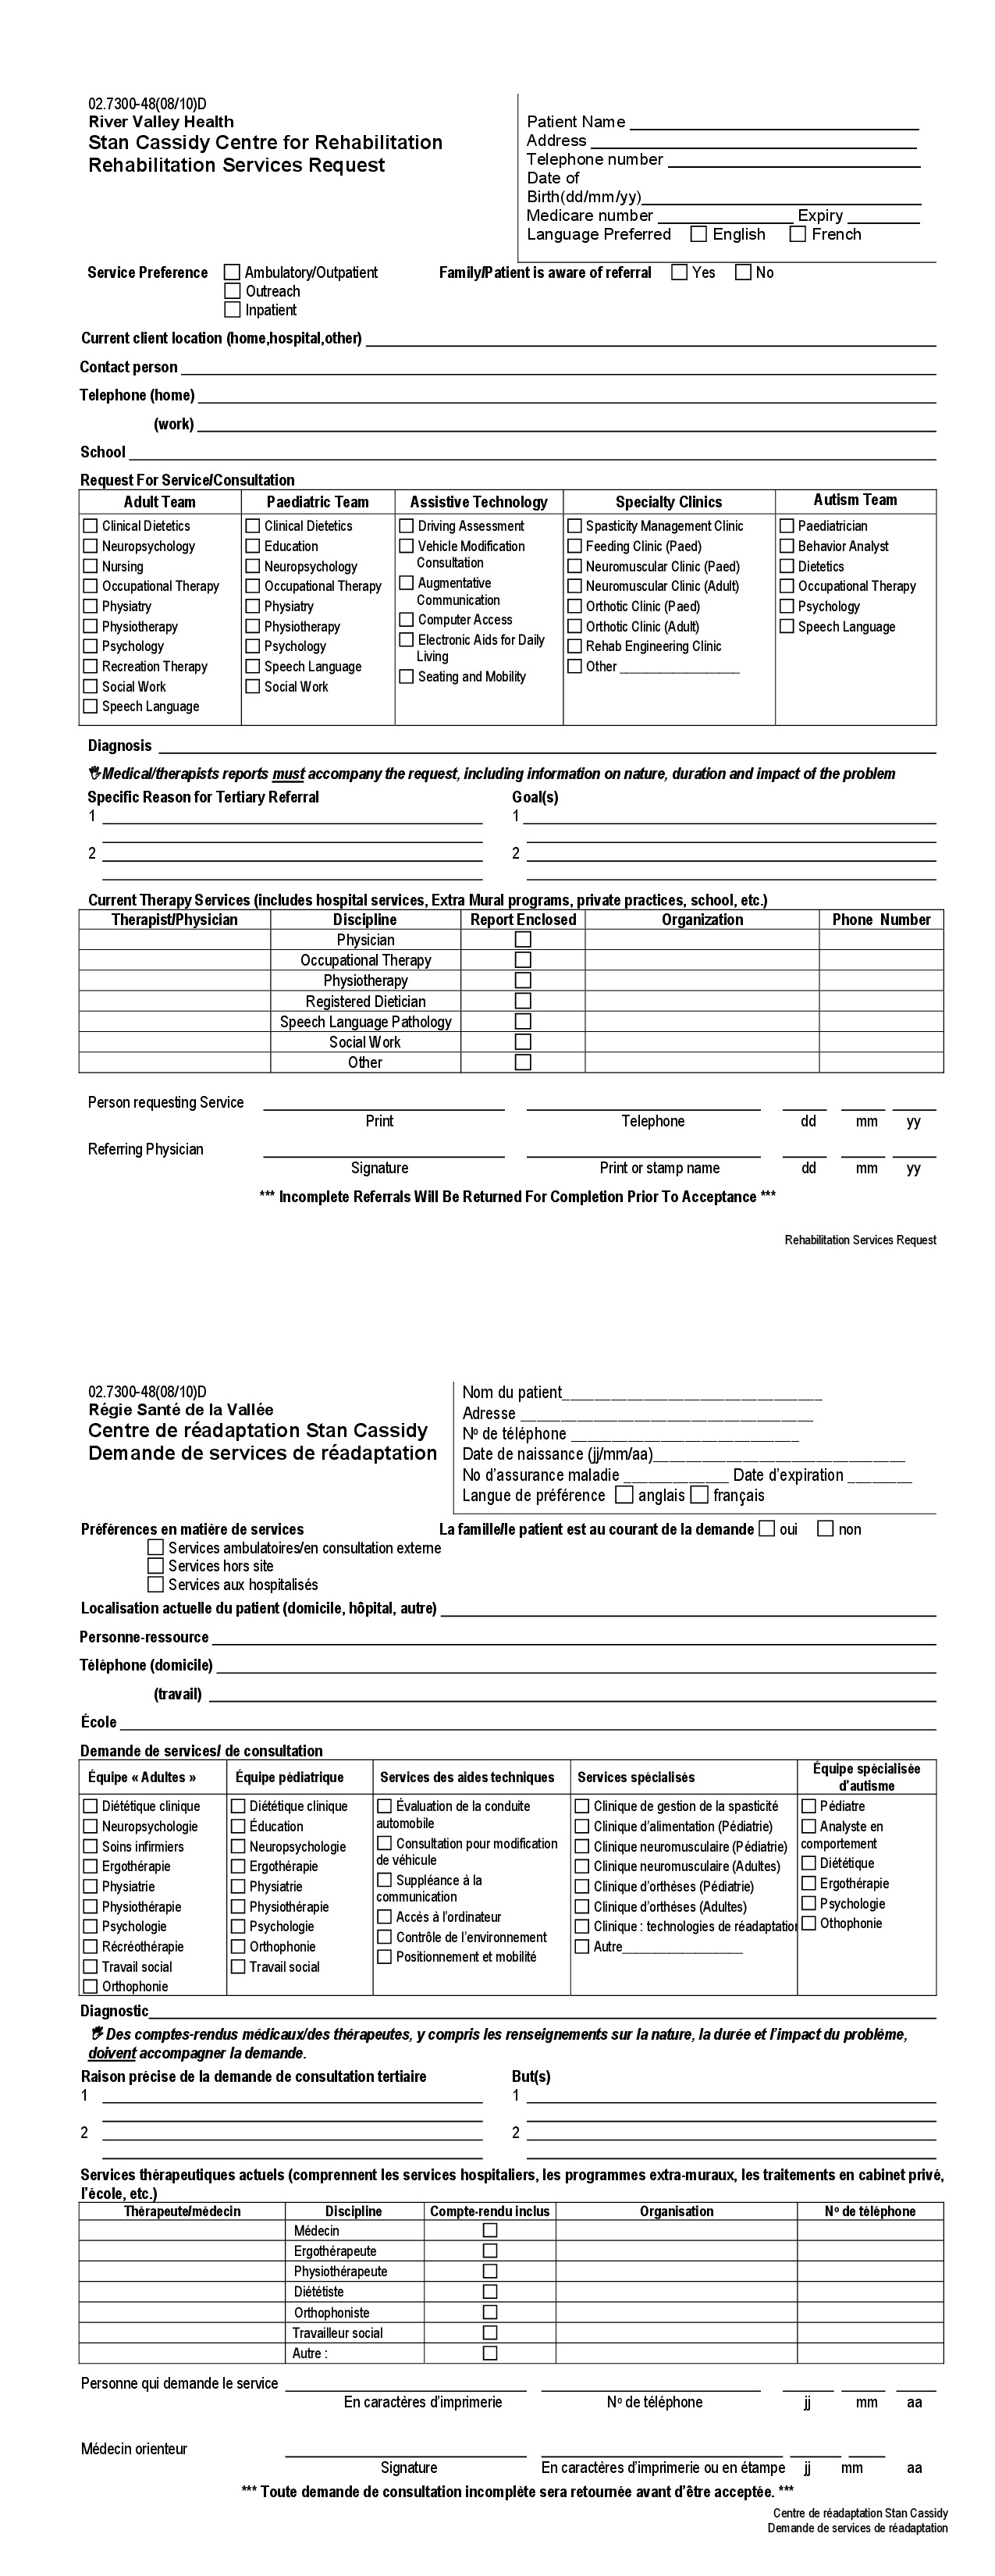 02.7300-48(08/10)D
River Valley Health
Stan Cassidy Centre for Rehabilitation
Rehabilitation Services Request
Patient Name
Address
Telephone number
Date of
Birth(dd/mm/yy)
Medicare number Expiry
Language Preferred English French
Service Preference Ambulatory/Outpatient Family/Patient is aware of referral Yes No
Outreach
Inpatient
Current client location (home,hospital,other)
Contact person
Telephone (home)
(work)
School
Request For Service/Consultation
Adult Team
Clinical Dietetics
Neuropsychology
Nursing
Occupational Therapy
Physiatry
Physiotherapy
Psychology
Recreation Therapy
Social Work
Speech Language
Paediatric Team
Clinical Dietetics
Education
Neuropsychology
Occupational Therapy
Physiatry
Physiotherapy
Psychology
Speech Language
Social Work
Assistive Technology
Driving Assessment
Vehicle Modification
Consultation
Augmentative
Communication
Computer Access
Electronic Aids for Daily
Living
Seating and Mobility
Specialty Clinics
Spasticity Management Clinic
Feeding Clinic (Paed)
Neuromuscular Clinic (Paed)
Neuromuscular Clinic (Adult)
Orthotic Clinic (Paed)
Orthotic Clinic (Adult)
Rehab Engineering Clinic
Other
Autism Team
Paediatrician
Behavior Analyst
Dietetics
Occupational Therapy
Psychology
Speech Language
Diagnosis
Medical/therapists reports must accompany the request, including information on nature, duration and impact of the problem
Specific Reason for Tertiary Referral Goal(s)
1 1
2 2
Current Therapy Services (includes hospital services, Extra Mural programs, private practices, school, etc.)
Therapist/Physician Discipline Report Enclosed Organization Phone Number
Physician
Occupational Therapy
Physiotherapy
Registered Dietician
Speech Language Pathology
Social Work
Other
Person requesting Service
Print Telephone dd mm yy
Referring Physician
Signature Print or stamp name dd mm yy
*** Incomplete Referrals Will Be Returned For Completion Prior To Acceptance ***
Rehabilitation Services Request
02.7300-48(08/10)D
Régie Santé de la Vallée
Centre de réadaptation Stan Cassidy
Demande de services de réadaptation
Nom du patient
Adresse
Nº de téléphone
Date de naissance (jj/mm/aa)
No d'assurance maladie Date d'expiration
Langue de préférence anglais français
Préférences en matière de services La famille/le patient est au courant de la demande oui non
Services ambulatoires/en consultation externe
Services hors site
Services aux hospitalisés
Localisation actuelle du patient (domicile, hôpital, autre)
Personne-ressource
Téléphone (domicile)
(travail)
École
Demande de services/ de consultation
Équipe « Adultes »
Diététique clinique
Neuropsychologie
Soins infirmiers
Ergothérapie
Physiatrie
Physiothérapie
Psychologie
Récréothérapie
Travail social
Orthophonie
Équipe pédiatrique
Diététique clinique
Éducation
Neuropsychologie
Ergothérapie
Physiatrie
Physiothérapie
Psychologie
Orthophonie
Travail social
Services des aides techniques
Évaluation de la conduite
automobile
Consultation pour modification
de véhicule
Suppléance à la
communication
Accès à l'ordinateur
Contrôle de l'environnement
Positionnement et mobilité
Services spécialisés
Clinique de gestion de la spasticité
Clinique d'alimentation (Pédiatrie)
Clinique neuromusculaire (Pédiatrie)
Clinique neuromusculaire (Adultes)
Clinique d'orthèses (Pédiatrie)
Clinique d'orthèses (Adultes)
Clinique : technologies de réadaptation
Autre
Équipe spécialisée
d'autisme
Pédiatre
Analyste en
comportement
Diététique
Ergothérapie
Psychologie
Othophonie
Diagnostic
Des comptes-rendus médicaux/des thérapeutes, y compris les renseignements sur la nature, la durée et l'impact du problème,
doivent accompagner la demande.
Raison précise de la demande de consultation tertiaire But(s)
1 1
2 2
Services thérapeutiques actuels (comprennent les services hospitaliers, les programmes extra-muraux, les traitements en cabinet privé,
l'école, etc.)
Thérapeute/médecin Discipline Compte-rendu inclus Organisation Nº de téléphone
Médecin
Ergothérapeute
Physiothérapeute
Diététiste
Orthophoniste
Travailleur social
Autre :
Personne qui demande le service
En caractères d'imprimerie Nº de téléphone jj mm aa
Médecin orienteur
Signature En caractères d'imprimerie ou en étampe jj mm aa
*** Toute demande de consultation incomplète sera retournée avant d'être acceptée. ***
Centre de réadaptation Stan Cassidy
Demande de services de réadaptation